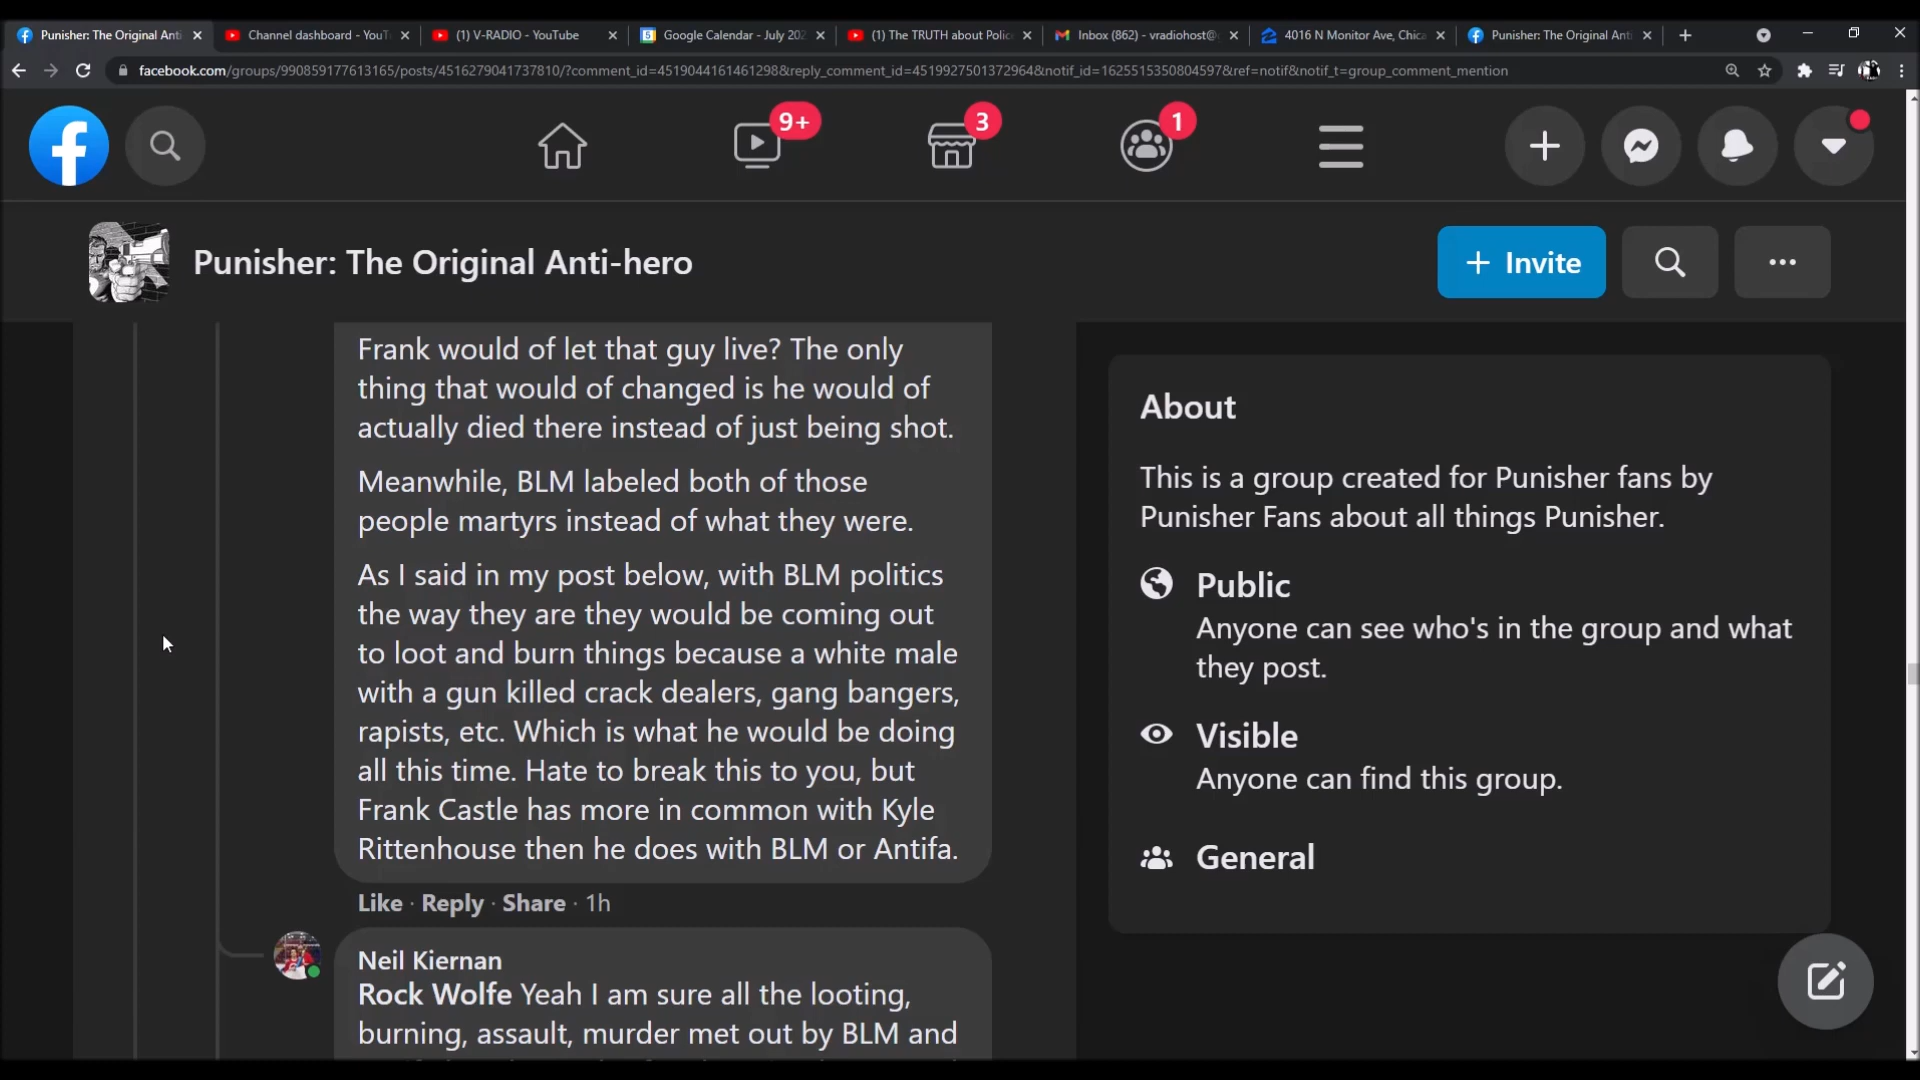 Punisher: The Original Anti
Channel dashboard - YouT
(1) V-RADIO - YouTube
Google Calendar - July 202
(1) The TRUTH about Polic
Inbox (862) - vradiohost@g
4016 N Monitor Ave, Chica
Punisher: The Original Anti
facebook.com/groups/990859177613165/posts/4516279041737810/?comment_id=4519044161461298&reply_comment_id=4519927501372964&notif_id=1625515350804597&ref=notif&notif_t=group_comment_mention
9+
3
1
Punisher: The Original Anti-hero
+ Invite
Frank would of let that guy live? The only
thing that would of changed is he would of
actually died there instead of just being shot.
Meanwhile, BLM labeled both of those
people martyrs instead of what they were.
As I said in my post below, with BLM politics
the way they are they would be coming out
to loot and burn things because a white male
with a gun killed crack dealers, gang bangers,
rapists, etc. Which is what he would be doing
all this time. Hate to break this to you, but
Frank Castle has more in common with Kyle
Rittenhouse then he does with BLM or Antifa.
Like · Reply · Share · 1h
Neil Kiernan
Rock Wolfe Yeah I am sure all the looting,
burning, assault, murder met out by BLM and
About
This is a group created for Punisher fans by
Punisher Fans about all things Punisher.
Public
Anyone can see who's in the group and what
they post.
Visible
Anyone can find this group.
General